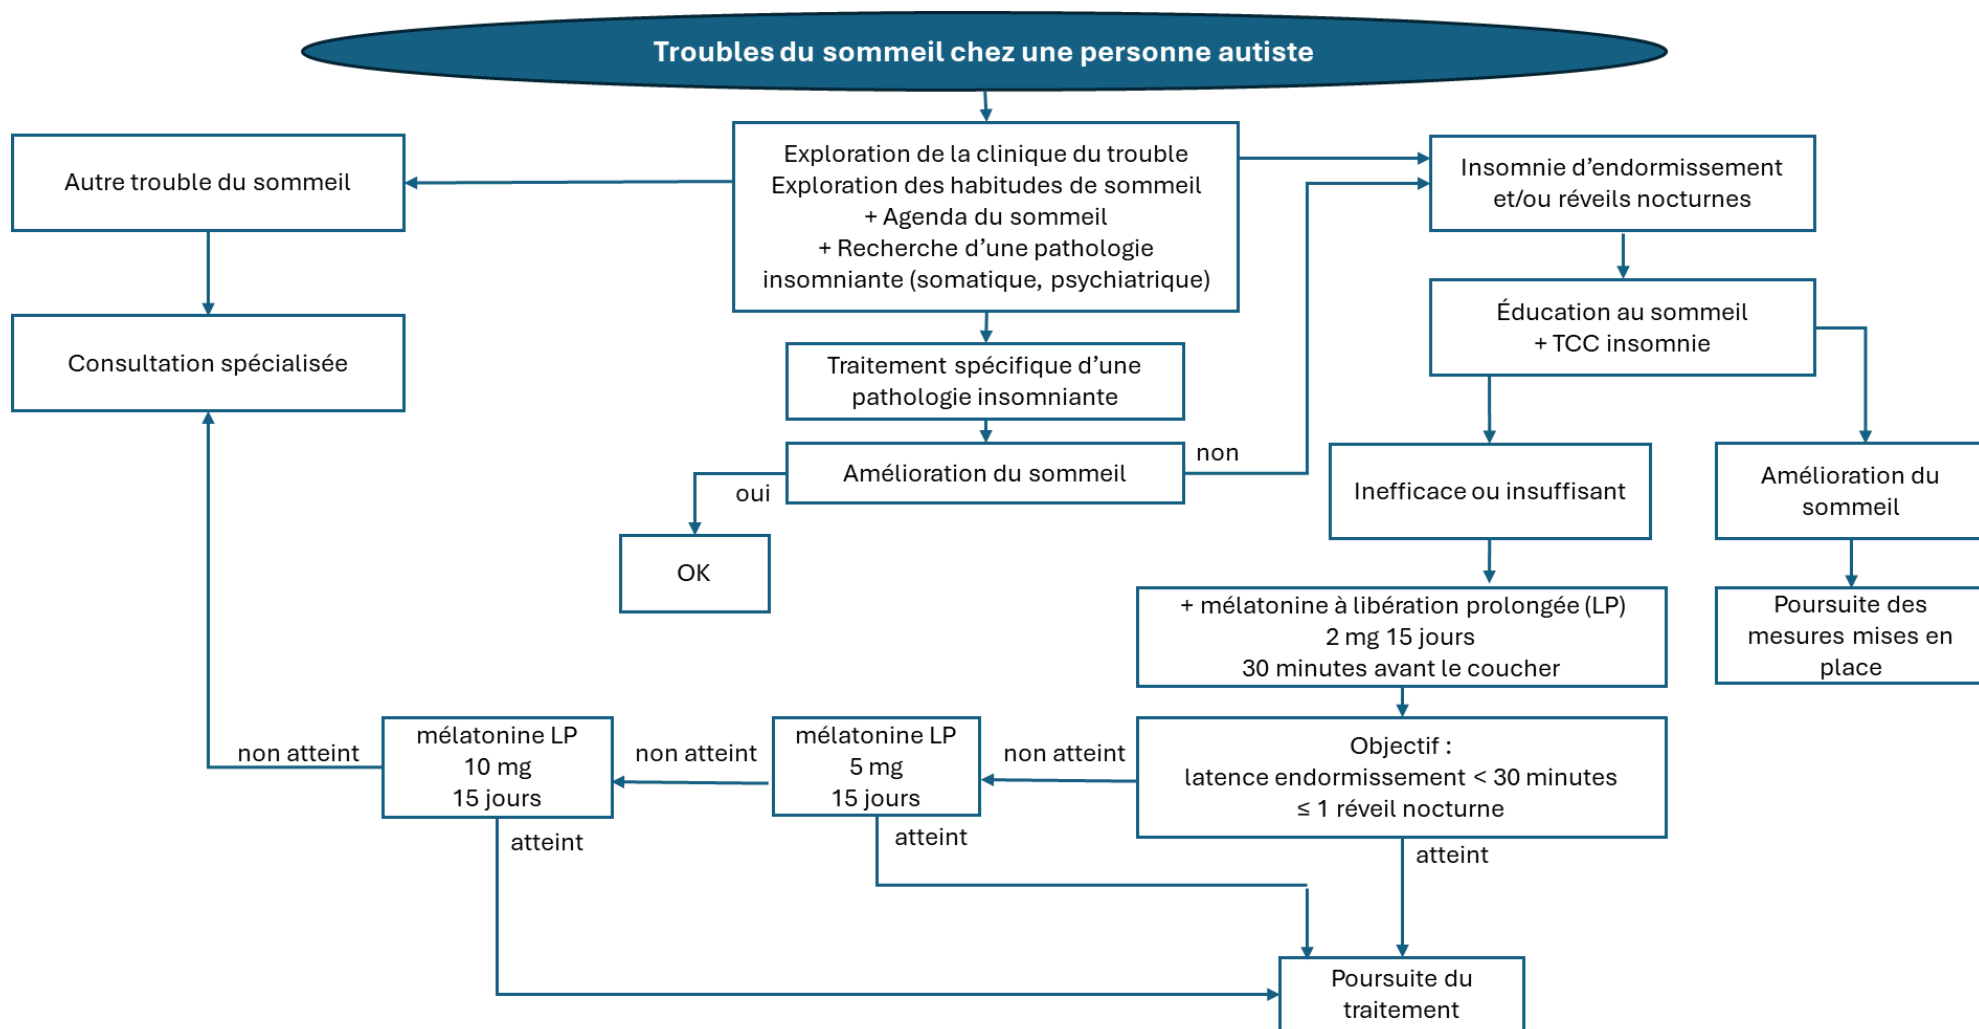 Troubles du sommeil chez une personne autiste
Autre trouble du sommeil
Exploration de la clinique du trouble
Exploration des habitudes de sommeil
+ Agenda du sommeil
+ Recherche d’une pathologie
insomniante (somatique, psychiatrique)
Insomnie d’endormissement
et/ou réveils nocturnes
Consultation spécialisée
Traitement spécifique d’une
pathologie insomniante
Éducation au sommeil
+ TCC insomnie
Amélioration du sommeil
non
oui
OK
Inefficace ou insuffisant
Amélioration du
sommeil
+ mélatonine à libération prolongée (LP)
2 mg 15 jours
30 minutes avant le coucher
Poursuite des
mesures mises en
place
Objectif :
latence endormissement < 30 minutes
≤ 1 réveil nocturne
non atteint
mélatonine LP
5 mg
15 jours
non atteint
mélatonine LP
10 mg
15 jours
non atteint
atteint
atteint
atteint
Poursuite du
traitement